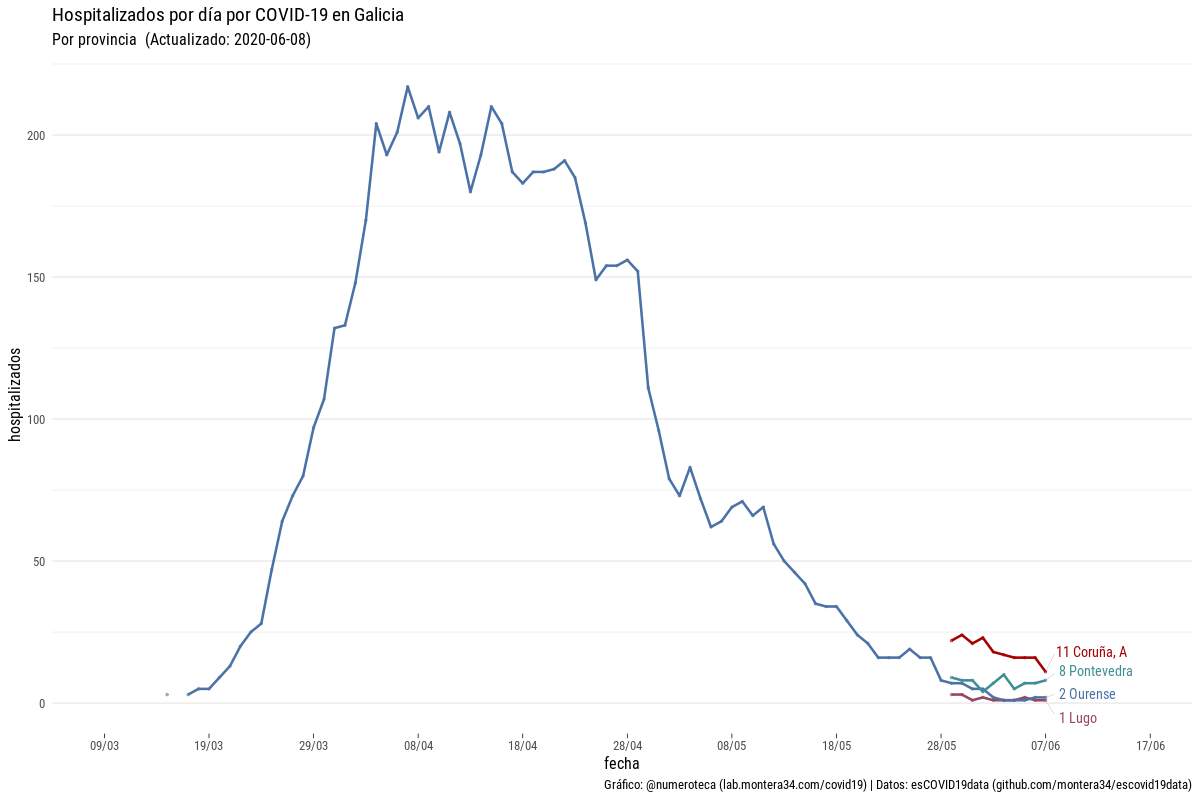 Hospitalizados por día por COVID-19 en Galicia
Por provincia  (Actualizado: 2020-06-08)
hospitalizados
200
150
100
50
0
11 Coruña, A
8 Pontevedra
2 Ourense
1 Lugo
09/03 19/03 29/03 08/04 18/04 28/04 08/05 18/05 28/05 07/06 17/06
fecha
Gráfico: @numeroteca (lab.montera34.com/covid19) | Datos: esCOVID19data (github.com/montera34/escovid19data)